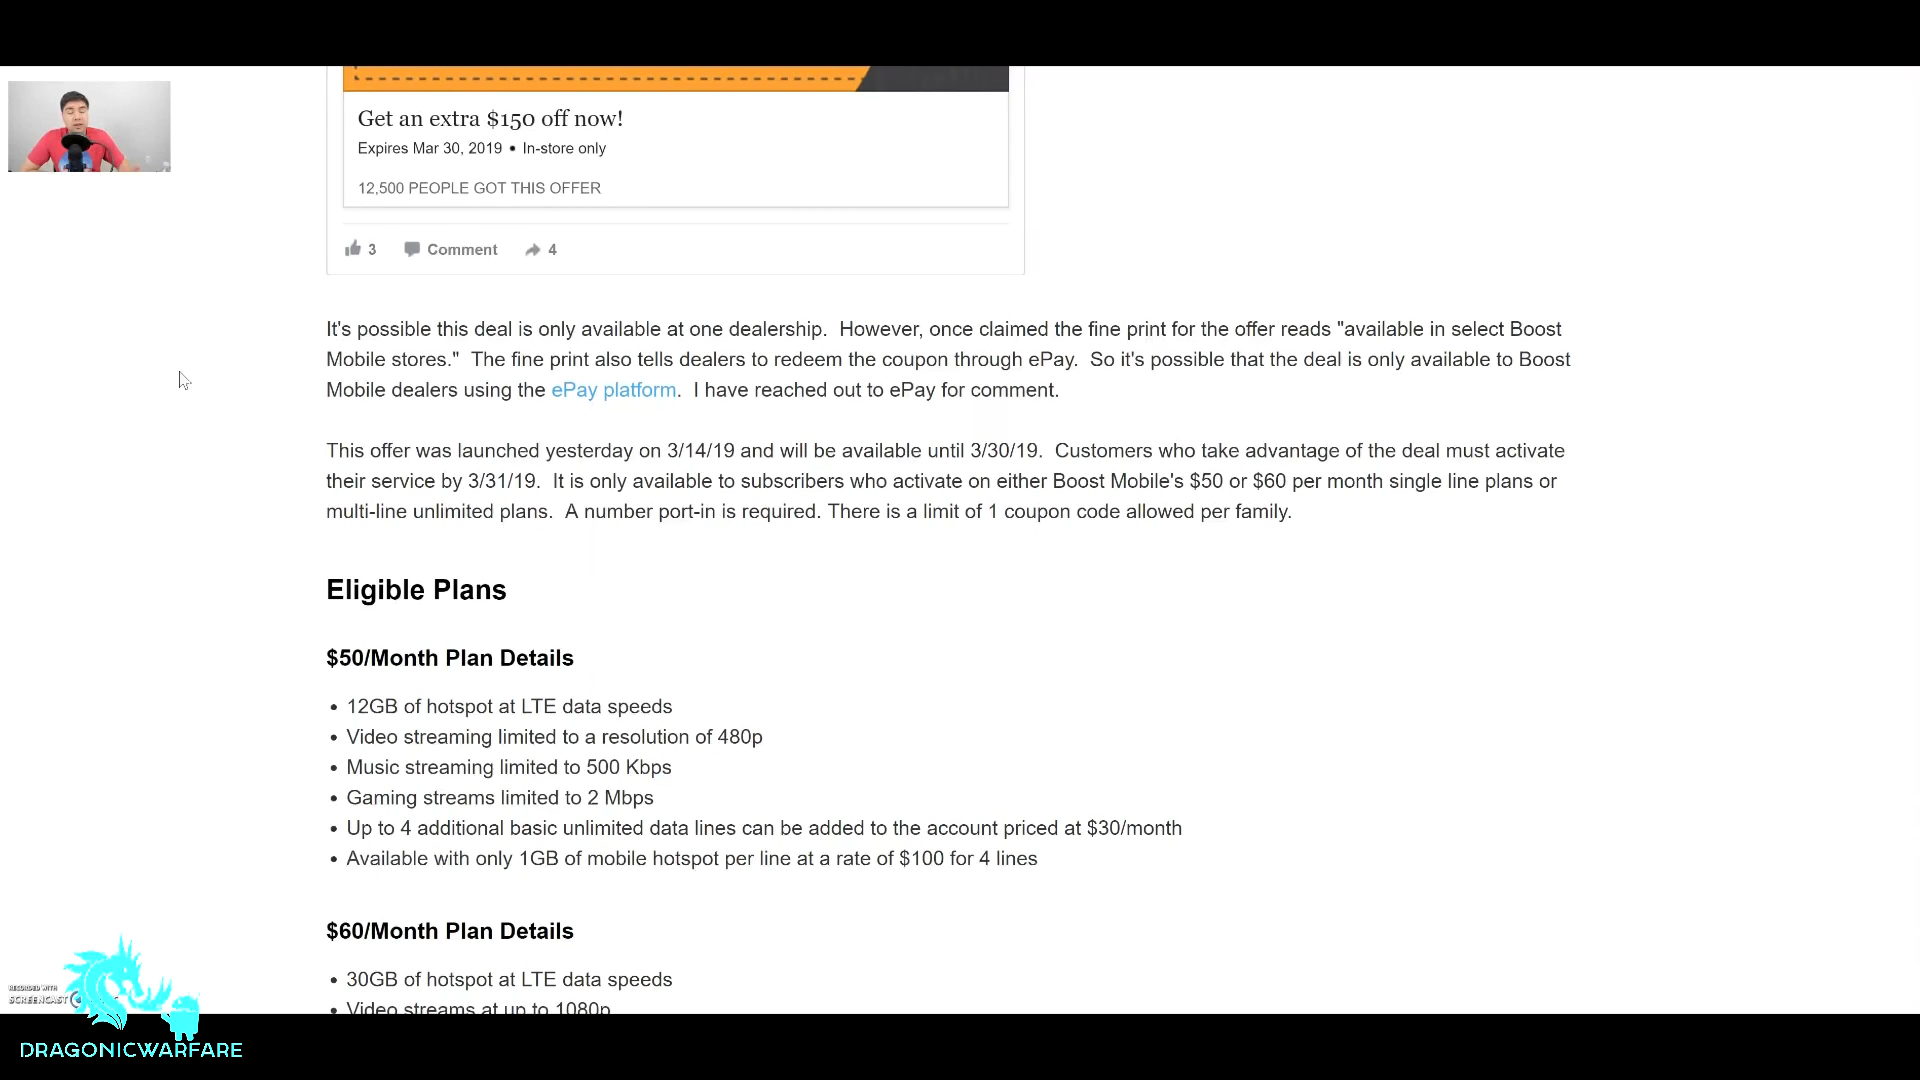 Get an extra $150 off now!
Expires Mar 30, 2019 • In-store only
12,500 PEOPLE GOT THIS OFFER
3 Comment 4
It's possible this deal is only available at one dealership.  However, once claimed the fine print for the offer reads "available in select Boost
Mobile stores."  The fine print also tells dealers to redeem the coupon through ePay.  So it's possible that the deal is only available to Boost
Mobile dealers using the ePay platform.  I have reached out to ePay for comment.
This offer was launched yesterday on 3/14/19 and will be available until 3/30/19.  Customers who take advantage of the deal must activate
their service by 3/31/19.  It is only available to subscribers who activate on either Boost Mobile's $50 or $60 per month single line plans or
multi-line unlimited plans.  A number port-in is required. There is a limit of 1 coupon code allowed per family.
Eligible Plans
$50/Month Plan Details
• 12GB of hotspot at LTE data speeds
• Video streaming limited to a resolution of 480p
• Music streaming limited to 500 Kbps
• Gaming streams limited to 2 Mbps
• Up to 4 additional basic unlimited data lines can be added to the account priced at $30/month
• Available with only 1GB of mobile hotspot per line at a rate of $100 for 4 lines
$60/Month Plan Details
• 30GB of hotspot at LTE data speeds
• Video streams at up to 1080p
RECORDED WITH
SCREENCAST
DRAGONICWARFARE